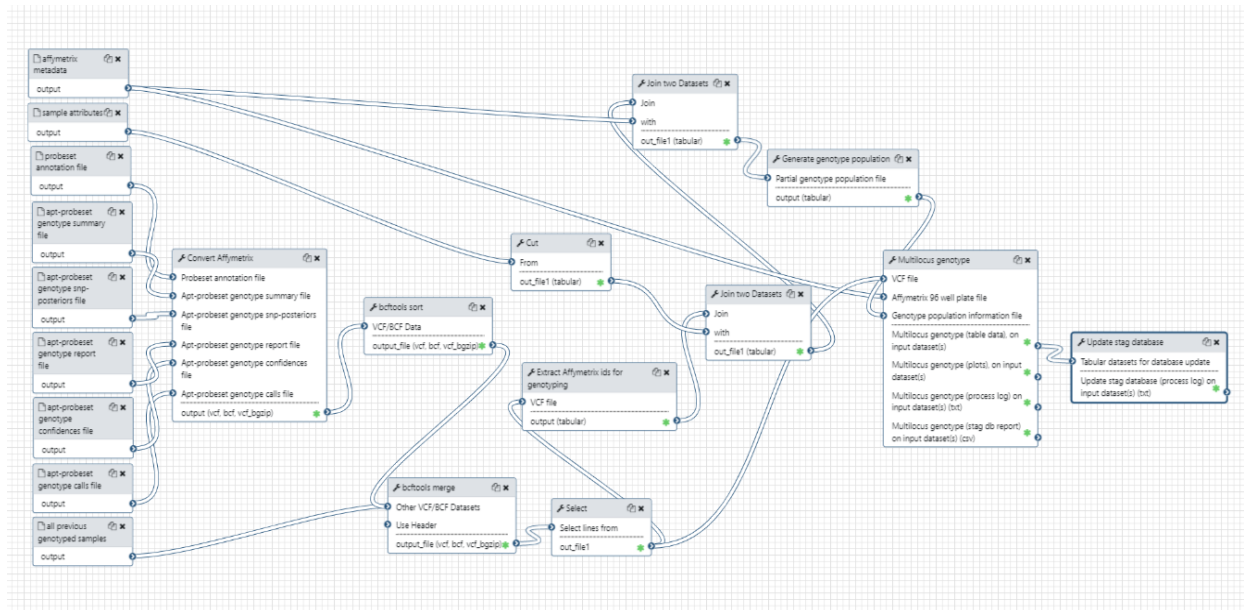 affymetrix
metadata
output
sample attributes
output
probeset
annotation file
output
apt-probeset
genotype summary
file
output
apt-probeset
genotype snp-
posteriors file
output
apt-probeset
genotype report
file
output
apt-probeset
genotype
confidences file
output
apt-probeset
genotype calls file
output
all previous
genotyped samples
output
Convert Affymetrix
Probeset annotation file
Apt-probeset genotype summary file
Apt-probeset genotype snp-posteriors
file
Apt-probeset genotype report file
Apt-probeset genotype confidences
file
Apt-probeset genotype calls file
output (vcf, bcf, vcf_bgzip)
bcftools sort
VCF/BCF Data
output_file (vcf, bcf, vcf_bgzip)
bcftools merge
Other VCF/BCF Datasets
Use Header
output_file (vcf, bcf, vcf_bgzip)
Cut
From
out_file1 (tabular)
Extract Affymetrix ids for
genotyping
VCF file
output (tabular)
Select
Select lines from
out_file1
Join two Datasets
Join
with
out_file1 (tabular)
Join two Datasets
Join
with
out_file1 (tabular)
Generate genotype population
Partial genotype population file
output (tabular)
Multilocus genotype
VCF file
Affymetrix 96 well plate file
Genotype population information file
Multilocus genotype (table data), on
input dataset(s)
Multilocus genotype (plots), on input
dataset(s)
Multilocus genotype (process log) on
input dataset(s) (txt)
Multilocus genotype (stag db report)
on input dataset(s) (csv)
Update stag database
Tabular datasets for database update
Update stag database (process log) on
input dataset(s) (txt)